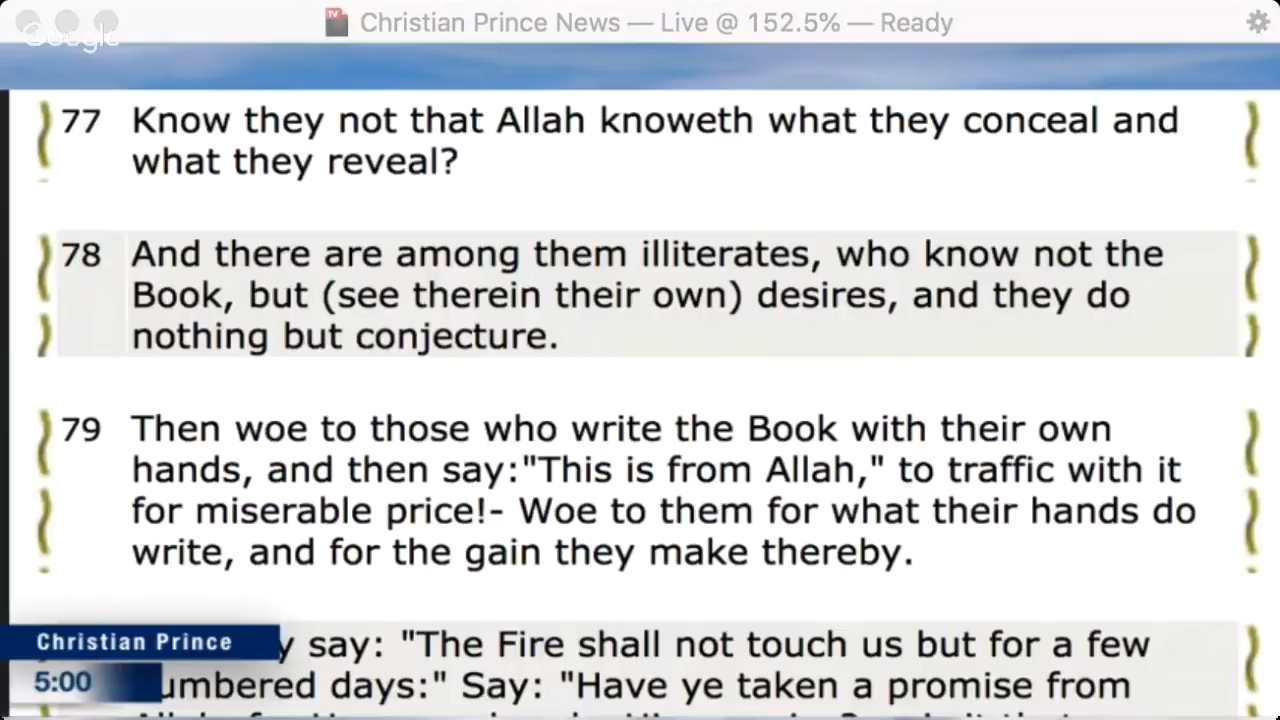 Christian Prince News — Live @ 152.5% — Ready
Google
77 Know they not that Allah knoweth what they conceal and
what they reveal?
78 And there are among them illiterates, who know not the
Book, but (see therein their own) desires, and they do
nothing but conjecture.
79 Then woe to those who write the Book with their own
hands, and then say:"This is from Allah," to traffic with it
for miserable price!- Woe to them for what their hands do
write, and for the gain they make thereby.
Christian Prince
y say: "The Fire shall not touch us but for a few
5:00
umbered days:" Say: "Have ye taken a promise from